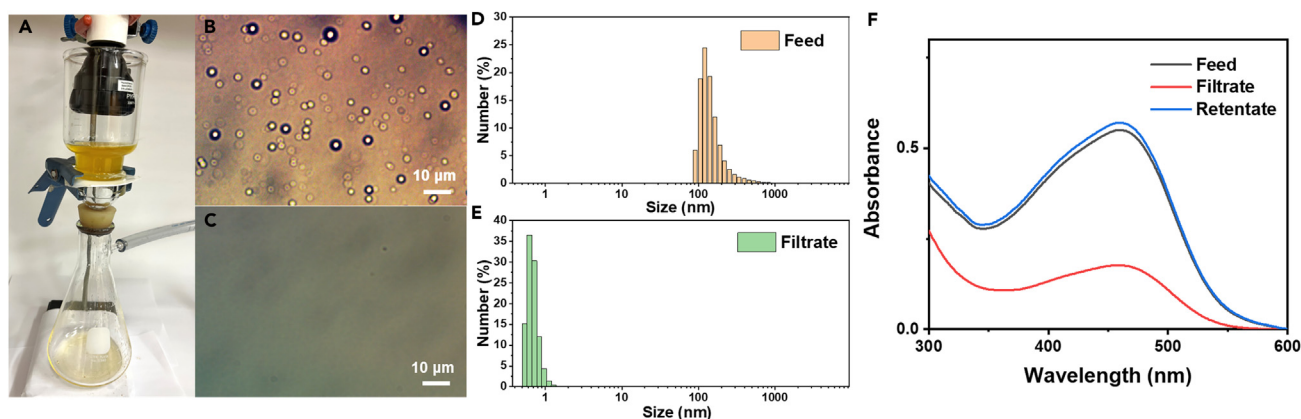 A
B
10 μm
C
10 μm
D
Number (%)
30
25
20
15
10
5
0
Feed
1
10
100
1000
Size (nm)
E
Number (%)
40
35
30
25
20
15
10
5
0
Filtrate
1
10
100
1000
Size (nm)
F
Absorbance
0.5
0.0
Feed
Filtrate
Retentate
300
400
500
600
Wavelength (nm)